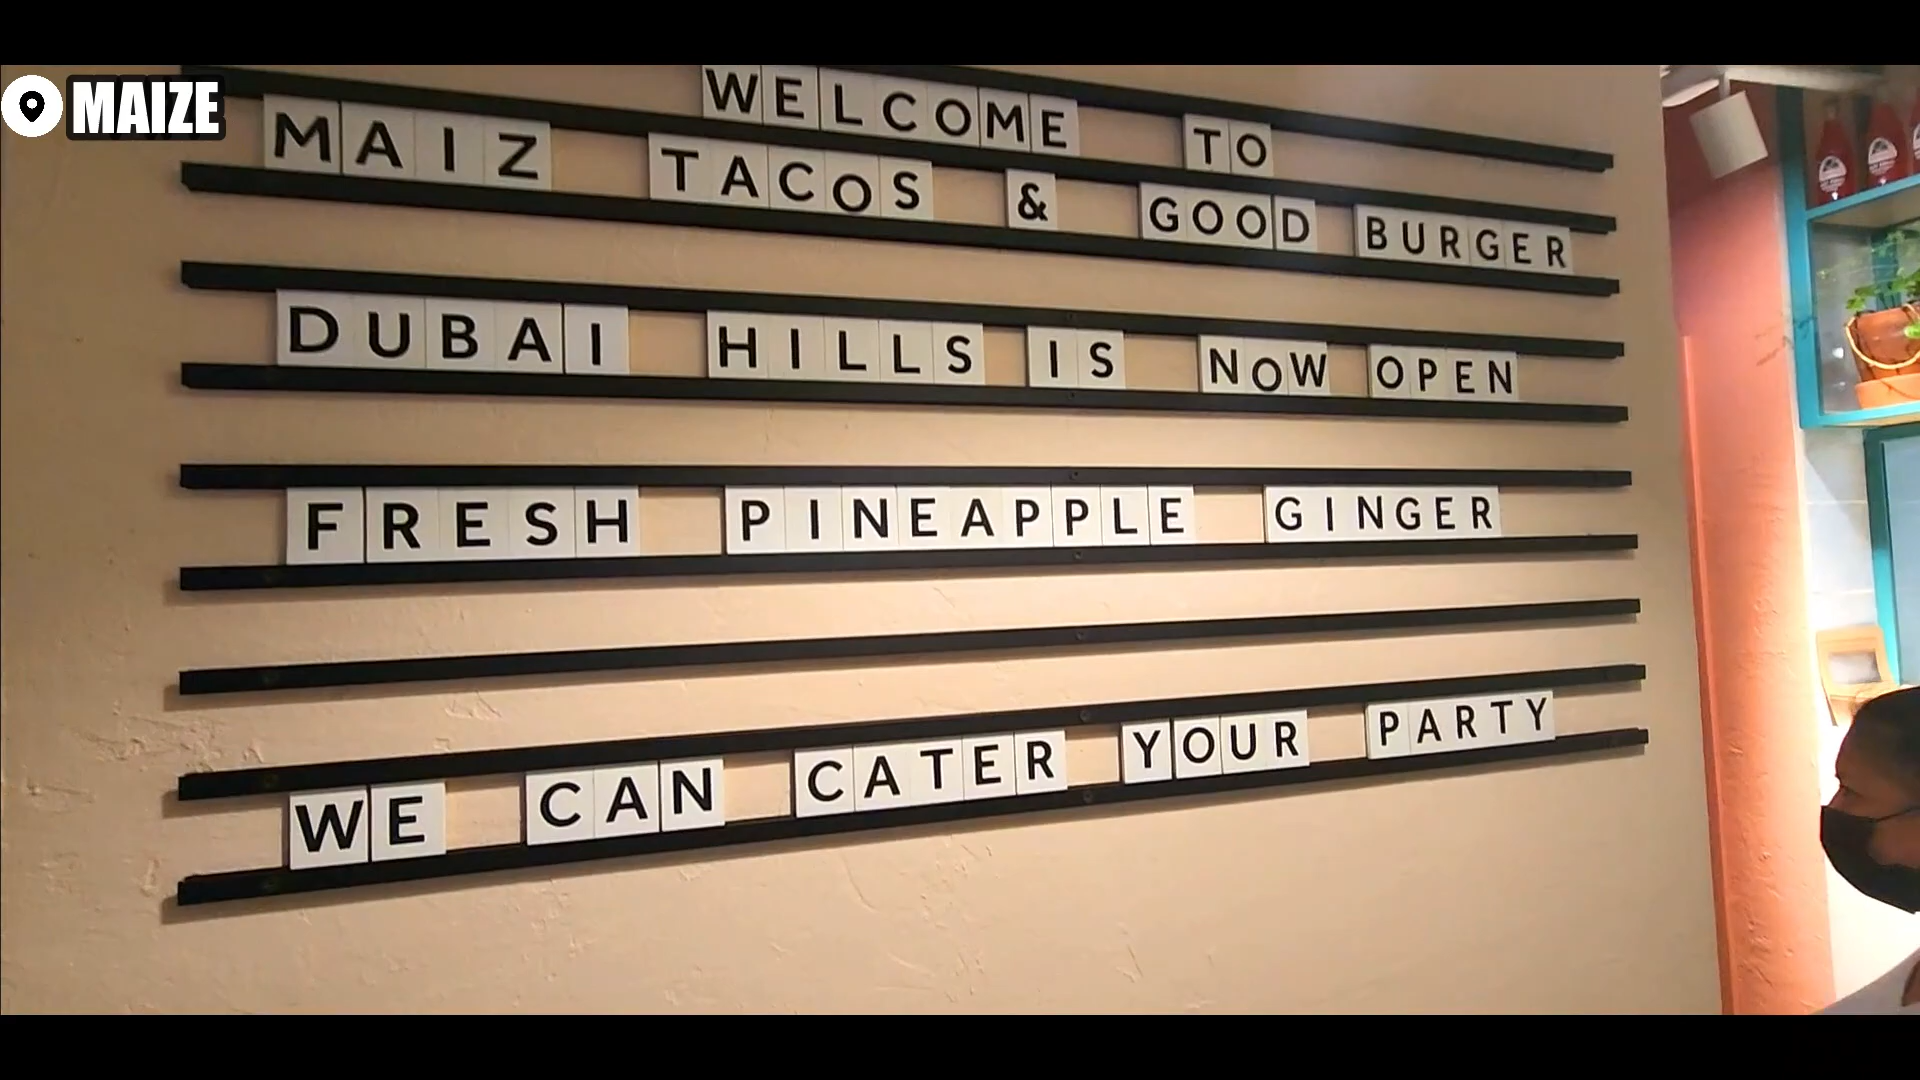 MAIZE
WELCOME TO
MAIZ TACOS & GOOD BURGER
DUBAI HILLS IS NOW OPEN
FRESH PINEAPPLE GINGER
WE CAN CATER YOUR PARTY